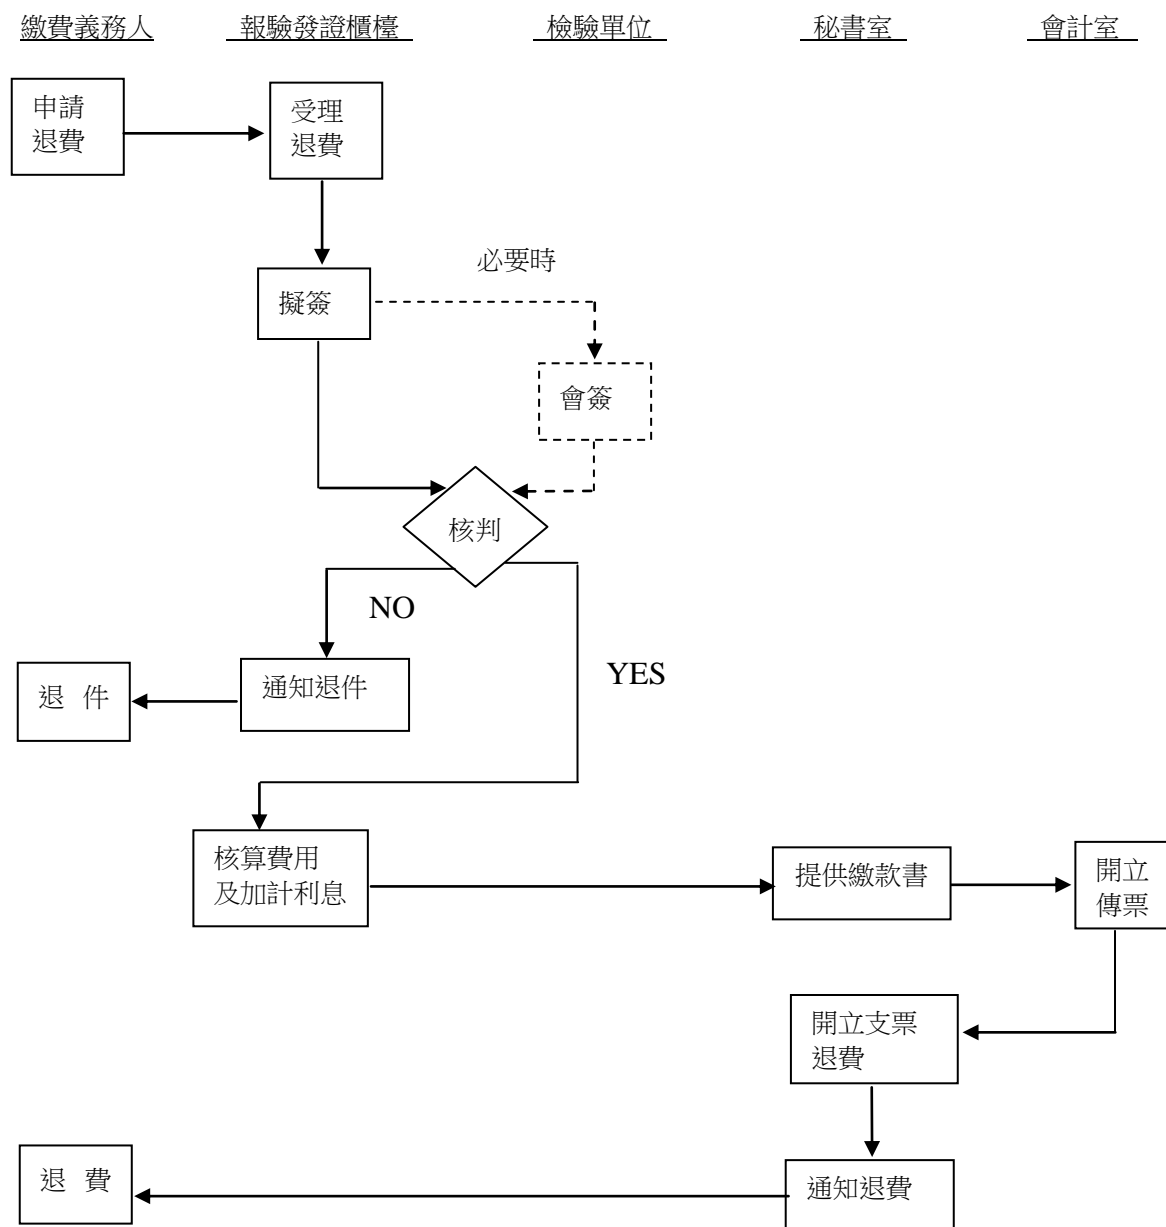 繳費義務人 報驗發證櫃檯 檢驗單位 秘書室 會計室
申請
退費
受理
退費
必要時
擬簽
會簽
核判
NO
YES
通知退件
退 件
核算費用
及加計利息
提供繳款書
開立
傳票
開立支票
退費
通知退費
退 費